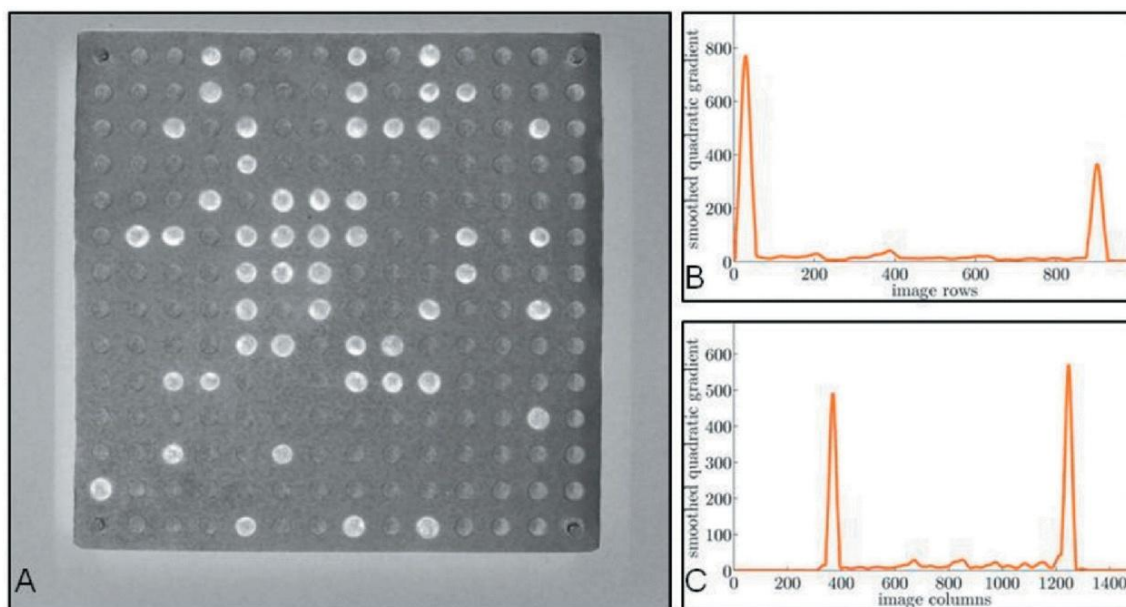 A
800
600
400
200
0
smoothed quadratic gradient
0 200 400 600 800
image rows
B
600
500
400
300
200
100
0
smoothed quadratic gradient
0 200 400 600 800 1000 1200 1400
image columns
C